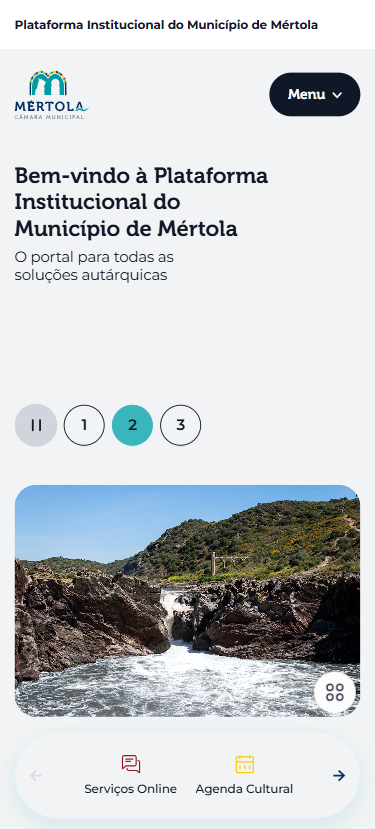 Plataforma Institucional do Município de Mértola
MÉRTOLA
CÂMARA MUNICIPAL
Menu
Bem-vindo à Plataforma
Institucional do
Município de Mértola
O portal para todas as
soluções autárquicas
1
2
3
Serviços Online
Agenda Cultural